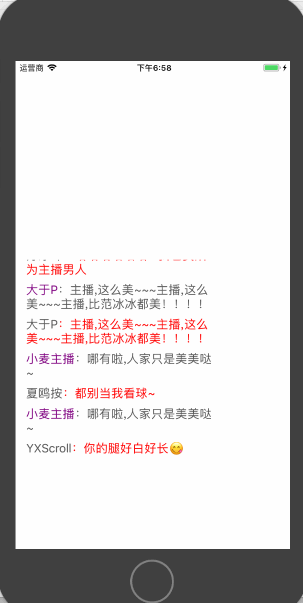 运营商 下午6:58
为主播男人
大于P：主播,这么美~~~主播,这么
美~~~主播,比范冰冰都美！！！！
大于P：主播,这么美~~~主播,这么
美~~~主播,比范冰冰都美！！！！
小麦主播：哪有啦,人家只是美美哒
~
夏鸥按：都别当我看球~
小麦主播：哪有啦,人家只是美美哒
~
YXScroll：你的腿好白好长😋